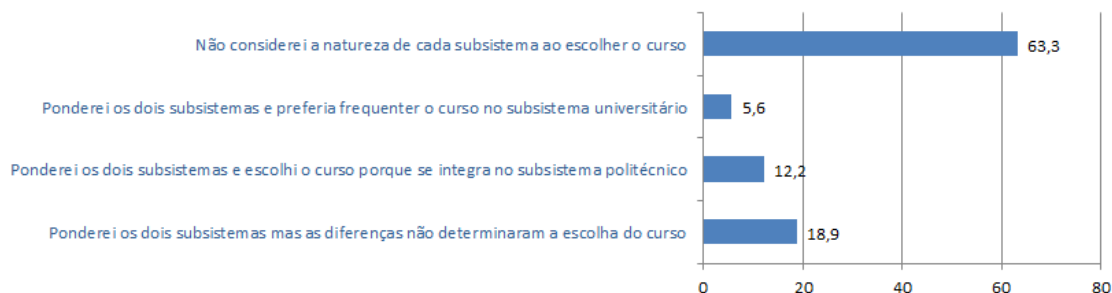 Não considerei a natureza de cada subsistema ao escolher o curso
63,3
Ponderei os dois subsistemas e preferia frequenter o curso no subsistema universitário
5,6
Ponderei os dois subsistemas e escolhi o curso porque se integra no subsistema politécnico
12,2
Ponderei os dois subsistemas mas as diferenças não determinaram a escolha do curso
18,9
0 20 40 60 80